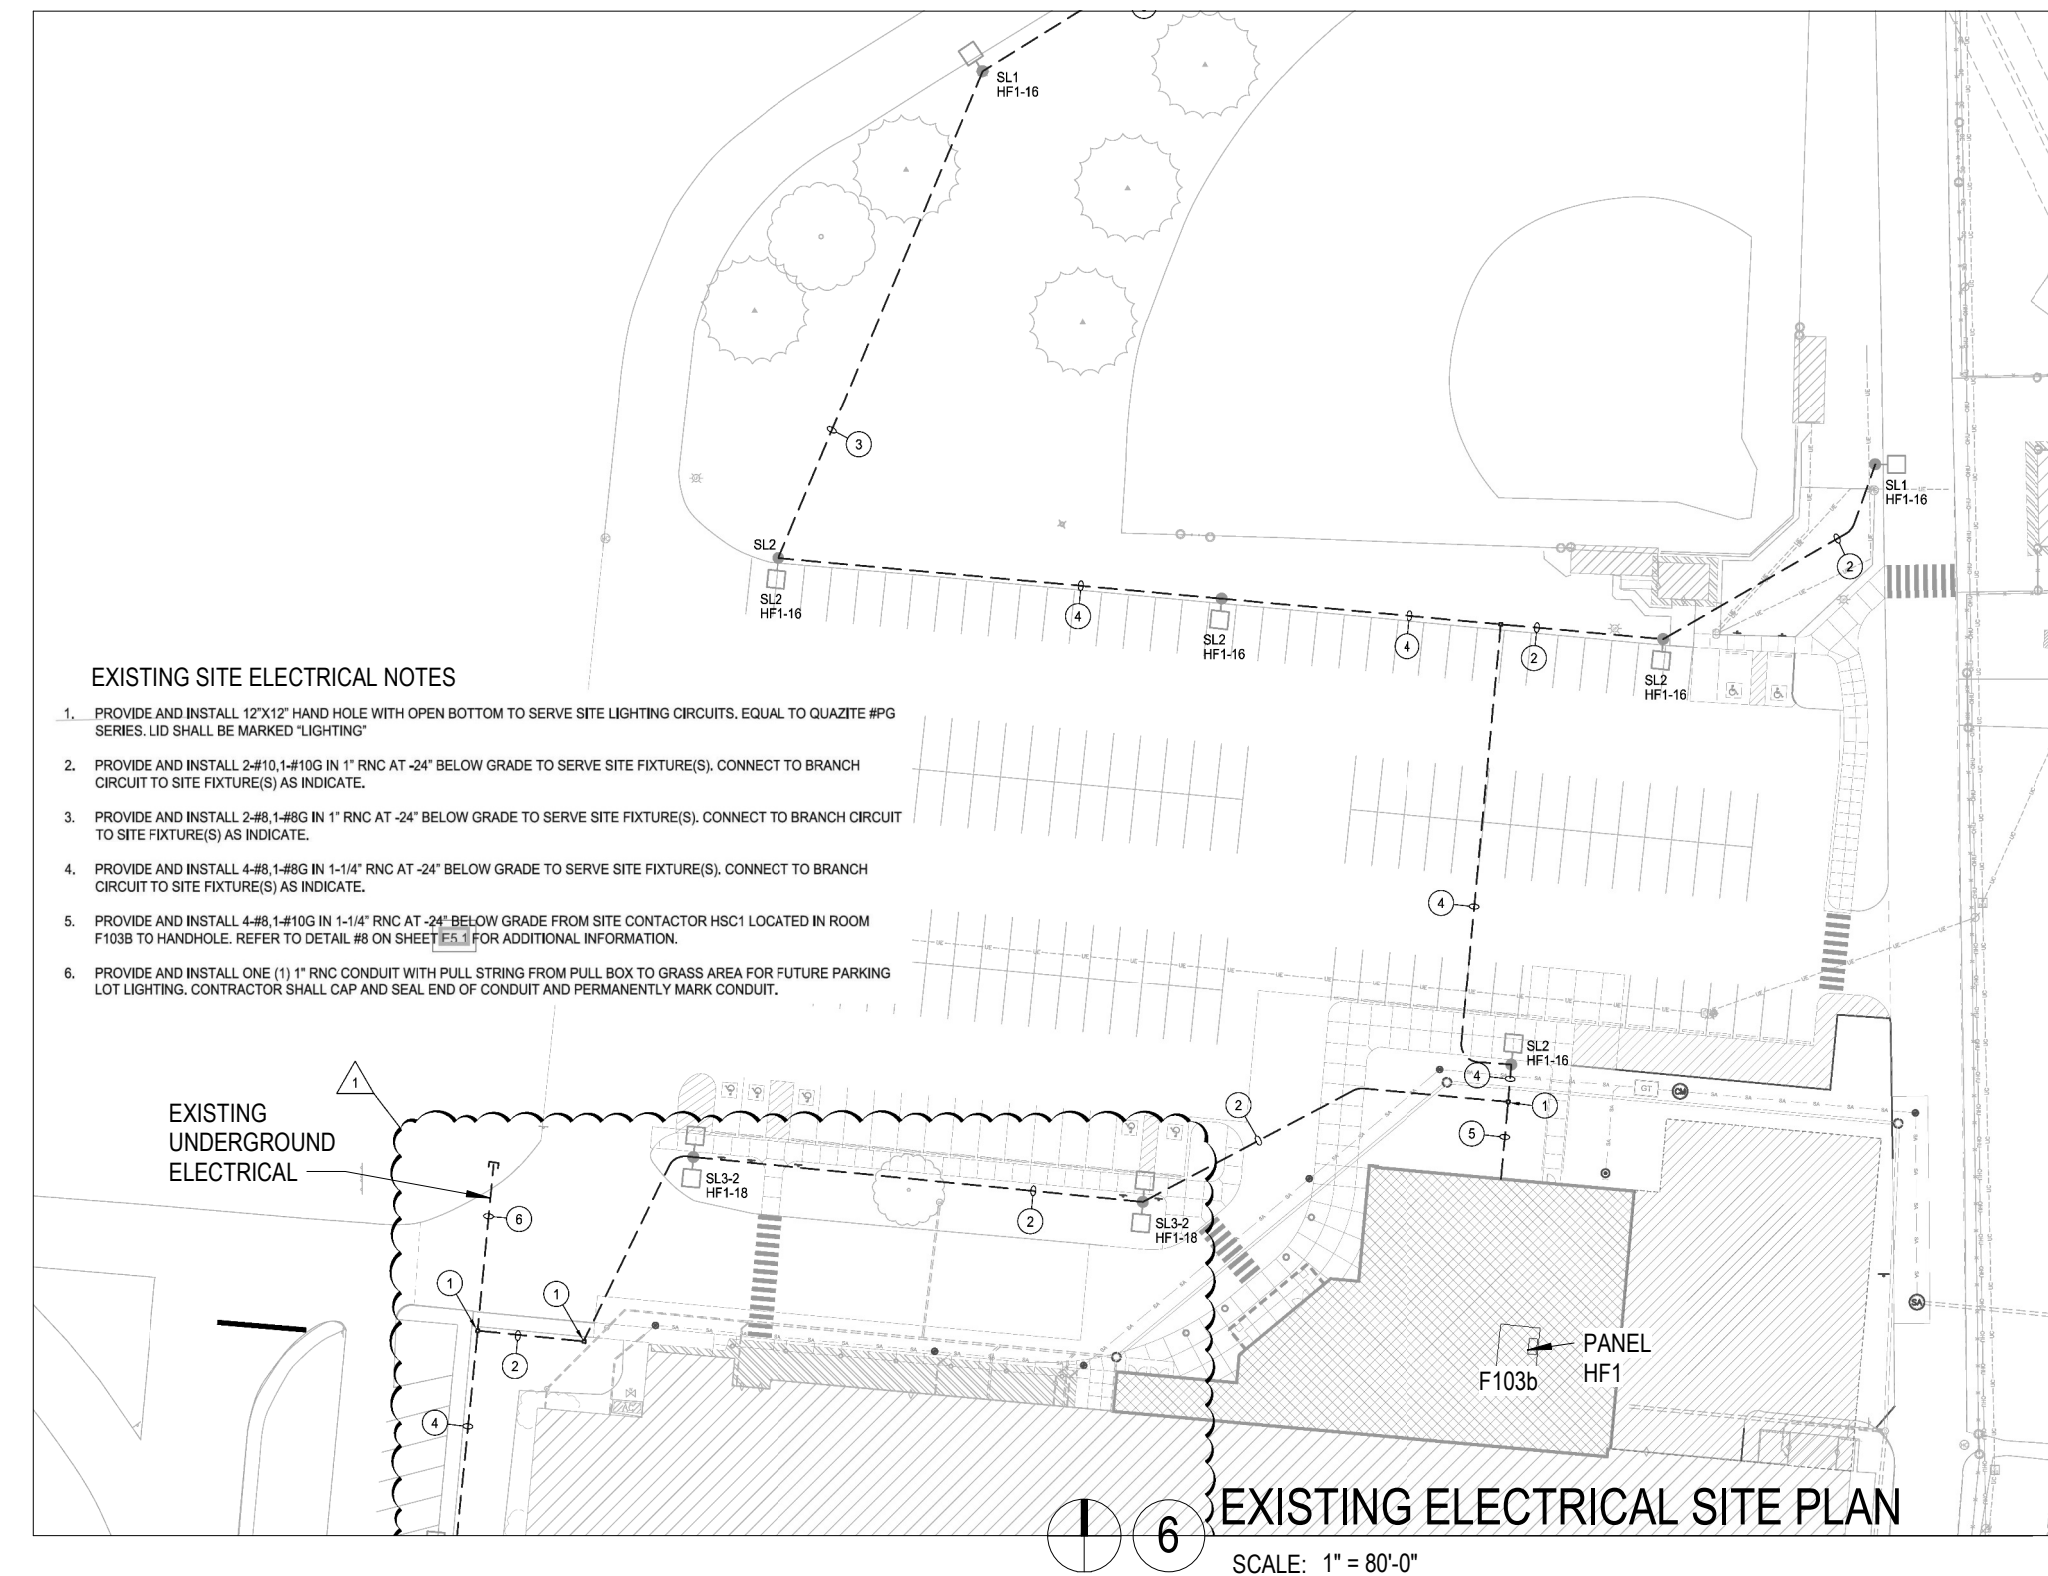 SL1
HF1-16
3
SL1
HF1-16
2
SL2
SL2
HF1-16
4
SL2
HF1-16
4
2
SL2
HF1-16
EXISTING SITE ELECTRICAL NOTES
1. PROVIDE AND INSTALL 12"X12" HAND HOLE WITH OPEN BOTTOM TO SERVE SITE LIGHTING CIRCUITS. EQUAL TO QUAZITE #PG
SERIES. LID SHALL BE MARKED "LIGHTING"
2. PROVIDE AND INSTALL 2-#10,1-#10G IN 1" RNC AT -24" BELOW GRADE TO SERVE SITE FIXTURE(S). CONNECT TO BRANCH
CIRCUIT TO SITE FIXTURE(S) AS INDICATE.
3. PROVIDE AND INSTALL 2-#8,1-#8G IN 1" RNC AT -24" BELOW GRADE TO SERVE SITE FIXTURE(S). CONNECT TO BRANCH CIRCUIT
TO SITE FIXTURE(S) AS INDICATE.
4. PROVIDE AND INSTALL 4-#8,1-#8G IN 1-1/4" RNC AT -24" BELOW GRADE TO SERVE SITE FIXTURE(S). CONNECT TO BRANCH
CIRCUIT TO SITE FIXTURE(S) AS INDICATE.
5. PROVIDE AND INSTALL 4-#8,1-#10G IN 1-1/4" RNC AT -24" BELOW GRADE FROM SITE CONTACTOR HSC1 LOCATED IN ROOM
F103B TO HANDHOLE. REFER TO DETAIL #8 ON SHEET E5.1 FOR ADDITIONAL INFORMATION.
6. PROVIDE AND INSTALL ONE (1) 1" RNC CONDUIT WITH PULL STRING FROM PULL BOX TO GRASS AREA FOR FUTURE PARKING
LOT LIGHTING. CONTRACTOR SHALL CAP AND SEAL END OF CONDUIT AND PERMANENTLY MARK CONDUIT.
4
SL2
HF1-16
4
GT
CM
1
EXISTING
UNDERGROUND
ELECTRICAL
2
1
5
SL3-2
HF1-18
6
2
SL3-2
HF1-18
1
1
SA
2
PANEL
HF1
F103b
4
6
EXISTING ELECTRICAL SITE PLAN
SCALE: 1" = 80'-0"